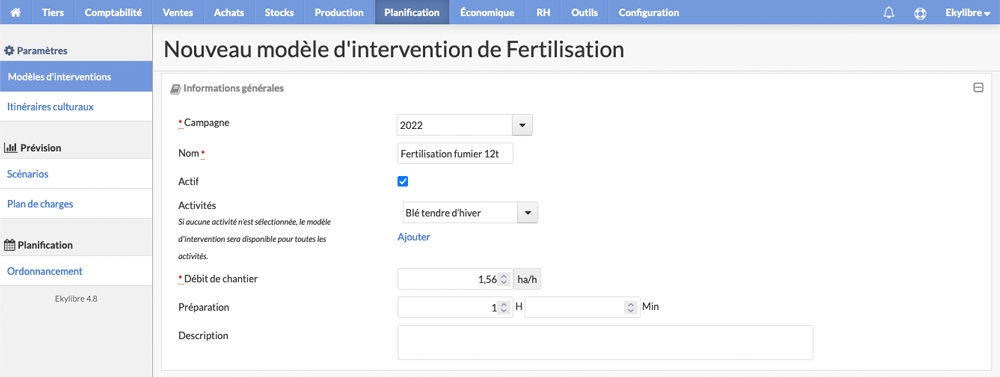 Tiers Comptabilité Ventes Achats Stocks Production Planification Économique RH Outils Configuration Ekylibre
Paramètres
Modèles d'interventions
Itinéraires culturaux
Prévision
Scénarios
Plan de charges
Planification
Ordonnancement
Ekylibre 4.8
Nouveau modèle d'intervention de Fertilisation
Informations générales
* Campagne 2022
Nom * Fertilisation fumier 12t
Actif
Activités Blé tendre d'hiver
Si aucune activité n'est sélectionnée, le modèle
d'intervention sera disponible pour toutes les
activités.
Ajouter
* Débit de chantier 1,56 ha/h
Préparation 1 H Min
Description